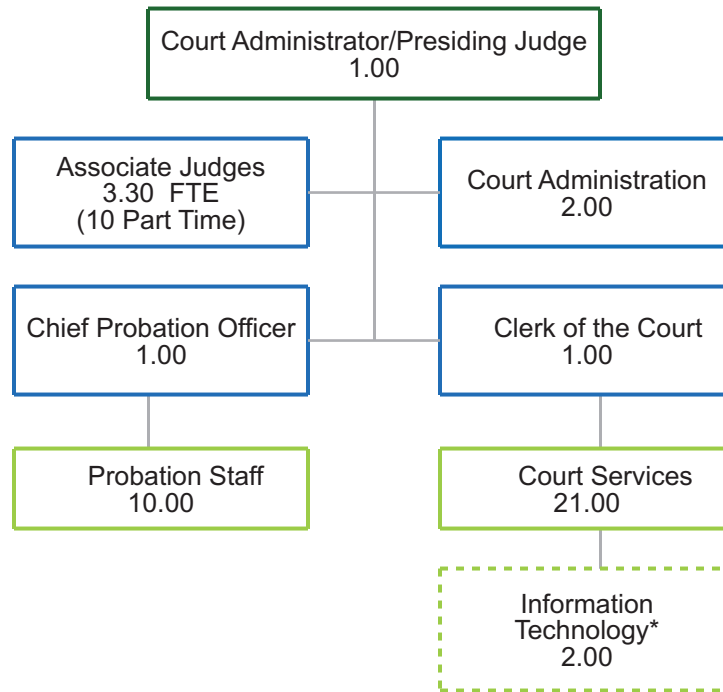 Court Administrator/Presiding Judge
1.00
Associate Judges
3.30 FTE
(10 Part Time)
Court Administration
2.00
Chief Probation Officer
1.00
Clerk of the Court
1.00
Probation Staff
10.00
Court Services
21.00
Information
Technology*
2.00